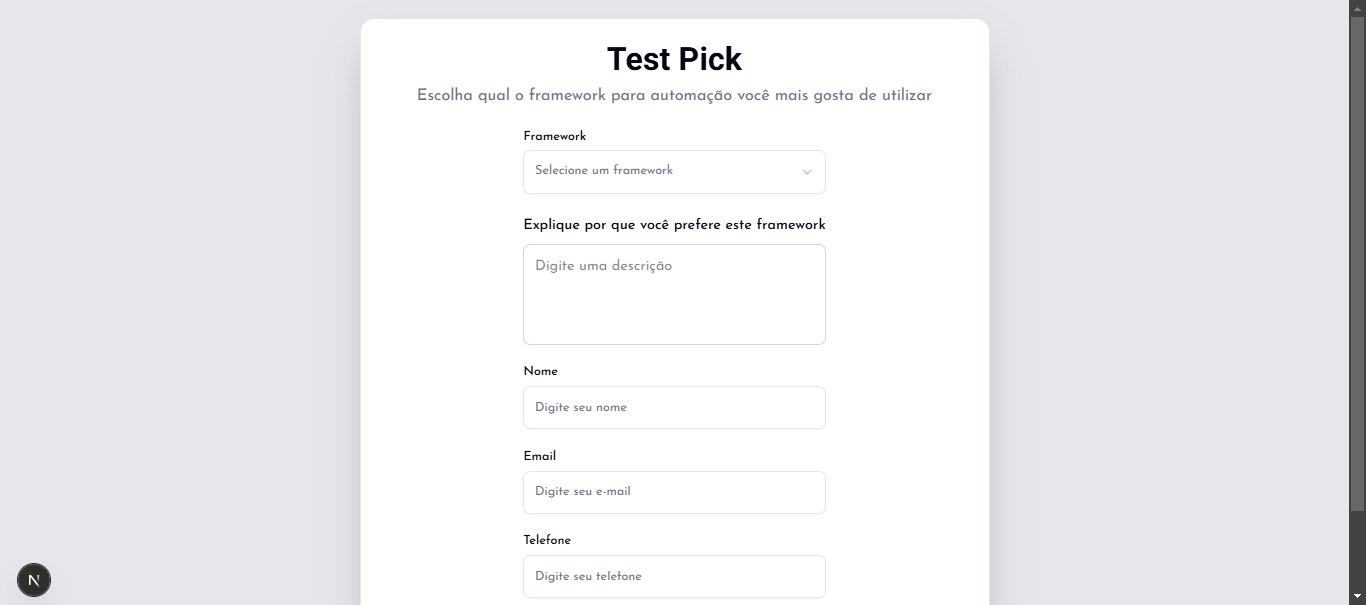 Test Pick
Escolha qual o framework para automação você mais gosta de utilizar
Framework
Selecione um framework
Explique por que você prefere este framework
Digite uma descrição
Nome
Digite seu nome
Email
Digite seu e-mail
Telefone
Digite seu telefone
N